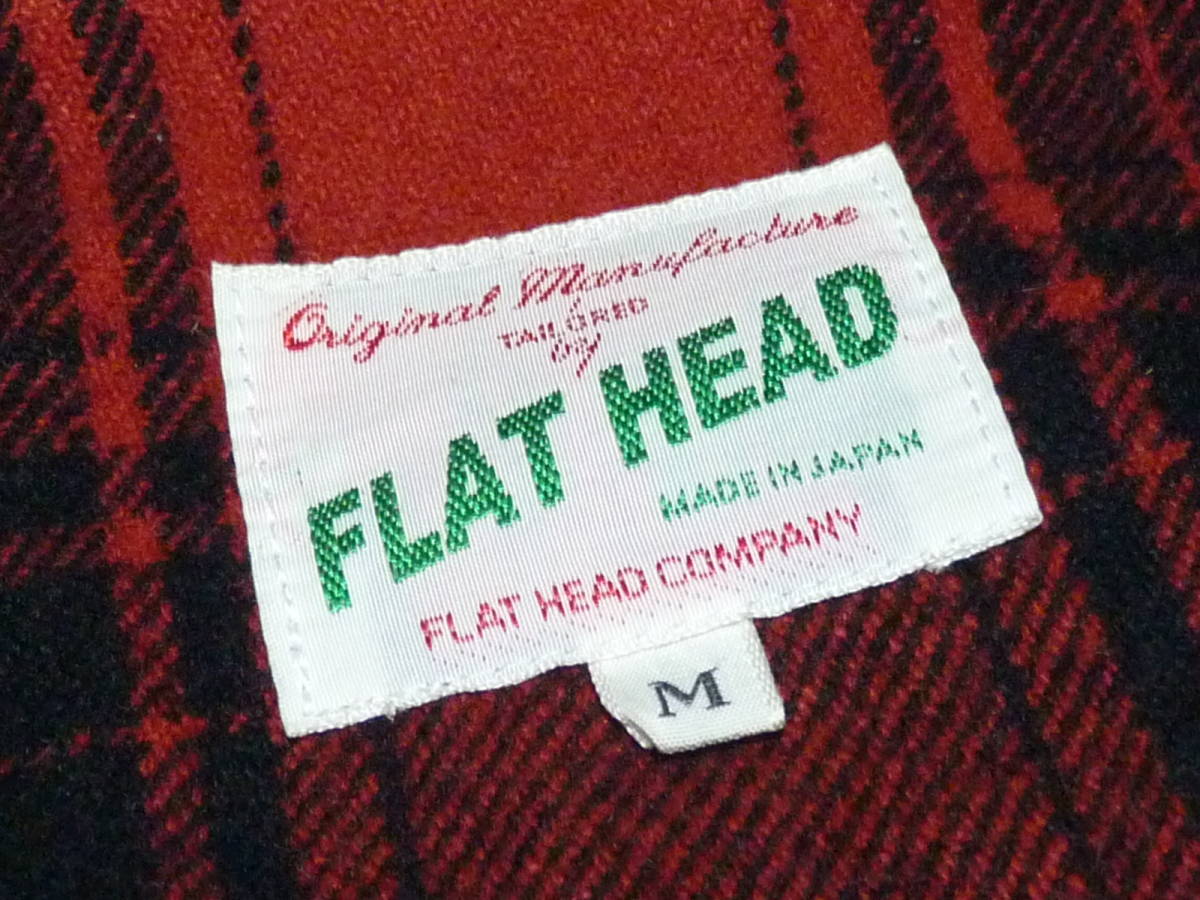 Original Manufacture
TAILORED
by
FLAT HEAD
MADE IN JAPAN
FLAT HEAD COMPANY
M